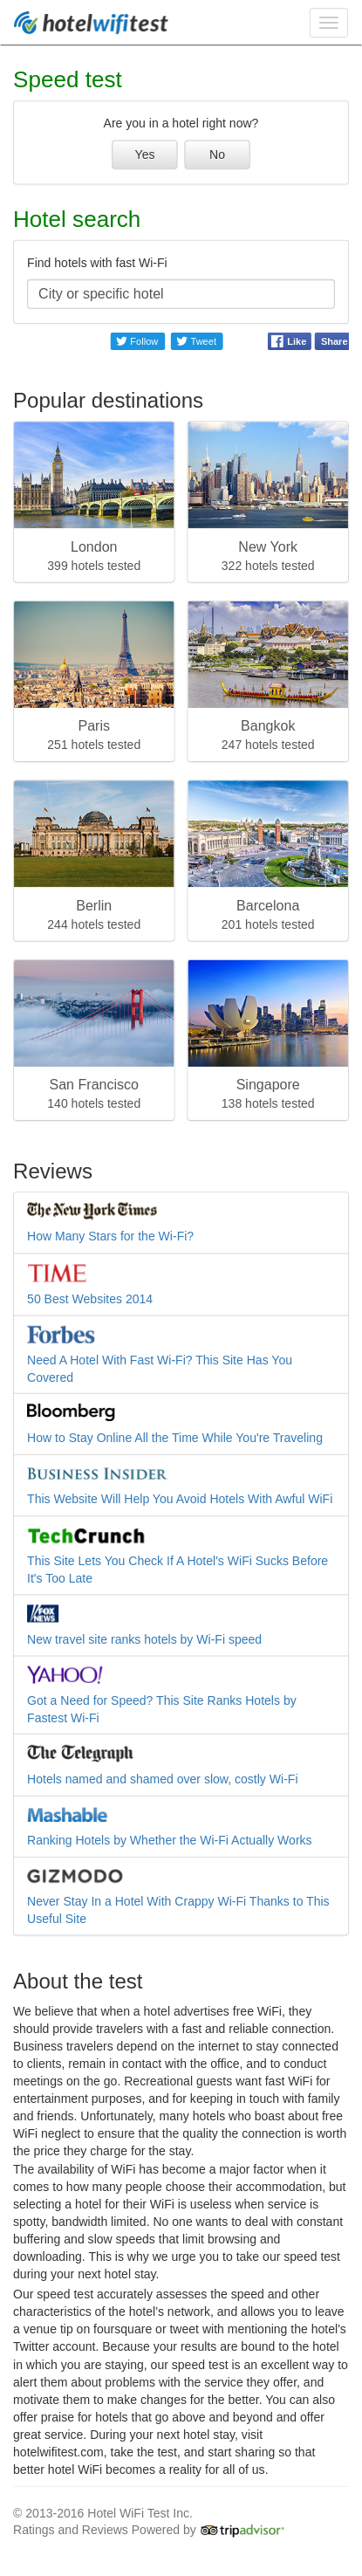 hotelwifitest
Speed test
Are you in a hotel right now?
Yes No
Hotel search
Find hotels with fast Wi-Fi
City or specific hotel
Follow Tweet Like Share
Popular destinations
London New York
399 hotels tested 322 hotels tested
Paris Bangkok
251 hotels tested 247 hotels tested
Berlin Barcelona
244 hotels tested 201 hotels tested
San Francisco Singapore
140 hotels tested 138 hotels tested
Reviews
The New York Times
How Many Stars for the Wi-Fi?
TIME
50 Best Websites 2014
Forbes
Need A Hotel With Fast Wi-Fi? This Site Has You
Covered
Bloomberg
How to Stay Online All the Time While You're Traveling
BUSINESS INSIDER
This Website Will Help You Avoid Hotels With Awful WiFi
TechCrunch
This Site Lets You Check If A Hotel's WiFi Sucks Before
It's Too Late
FOX
NEWS
New travel site ranks hotels by Wi-Fi speed
YAHOO!
Got a Need for Speed? This Site Ranks Hotels by
Fastest Wi-Fi
The Telegraph
Hotels named and shamed over slow, costly Wi-Fi
Mashable
Ranking Hotels by Whether the Wi-Fi Actually Works
GIZMODO
Never Stay In a Hotel With Crappy Wi-Fi Thanks to This
Useful Site
About the test
We believe that when a hotel advertises free WiFi, they
should provide travelers with a fast and reliable connection.
Business travelers depend on the internet to stay connected
to clients, remain in contact with the office, and to conduct
meetings on the go. Recreational guests want fast WiFi for
entertainment purposes, and for keeping in touch with family
and friends. Unfortunately, many hotels who boast about free
WiFi neglect to ensure that the quality the connection is worth
the price they charge for the stay.
The availability of WiFi has become a major factor when it
comes to how many people choose their accommodation, but
selecting a hotel for their WiFi is useless when service is
spotty, bandwidth limited. No one wants to deal with constant
buffering and slow speeds that limit browsing and
downloading. This is why we urge you to take our speed test
during your next hotel stay.
Our speed test accurately assesses the speed and other
characteristics of the hotel's network, and allows you to leave
a venue tip on foursquare or tweet with mentioning the hotel's
Twitter account. Because your results are bound to the hotel
in which you are staying, our speed test is an excellent way to
alert them about problems with the service they offer, and
motivate them to make changes for the better. You can also
offer praise for hotels that go above and beyond and offer
great service. During your next hotel stay, visit
hotelwifitest.com, take the test, and start sharing so that
better hotel WiFi becomes a reality for all of us.
© 2013-2016 Hotel WiFi Test Inc.
Ratings and Reviews Powered by tripadvisor®